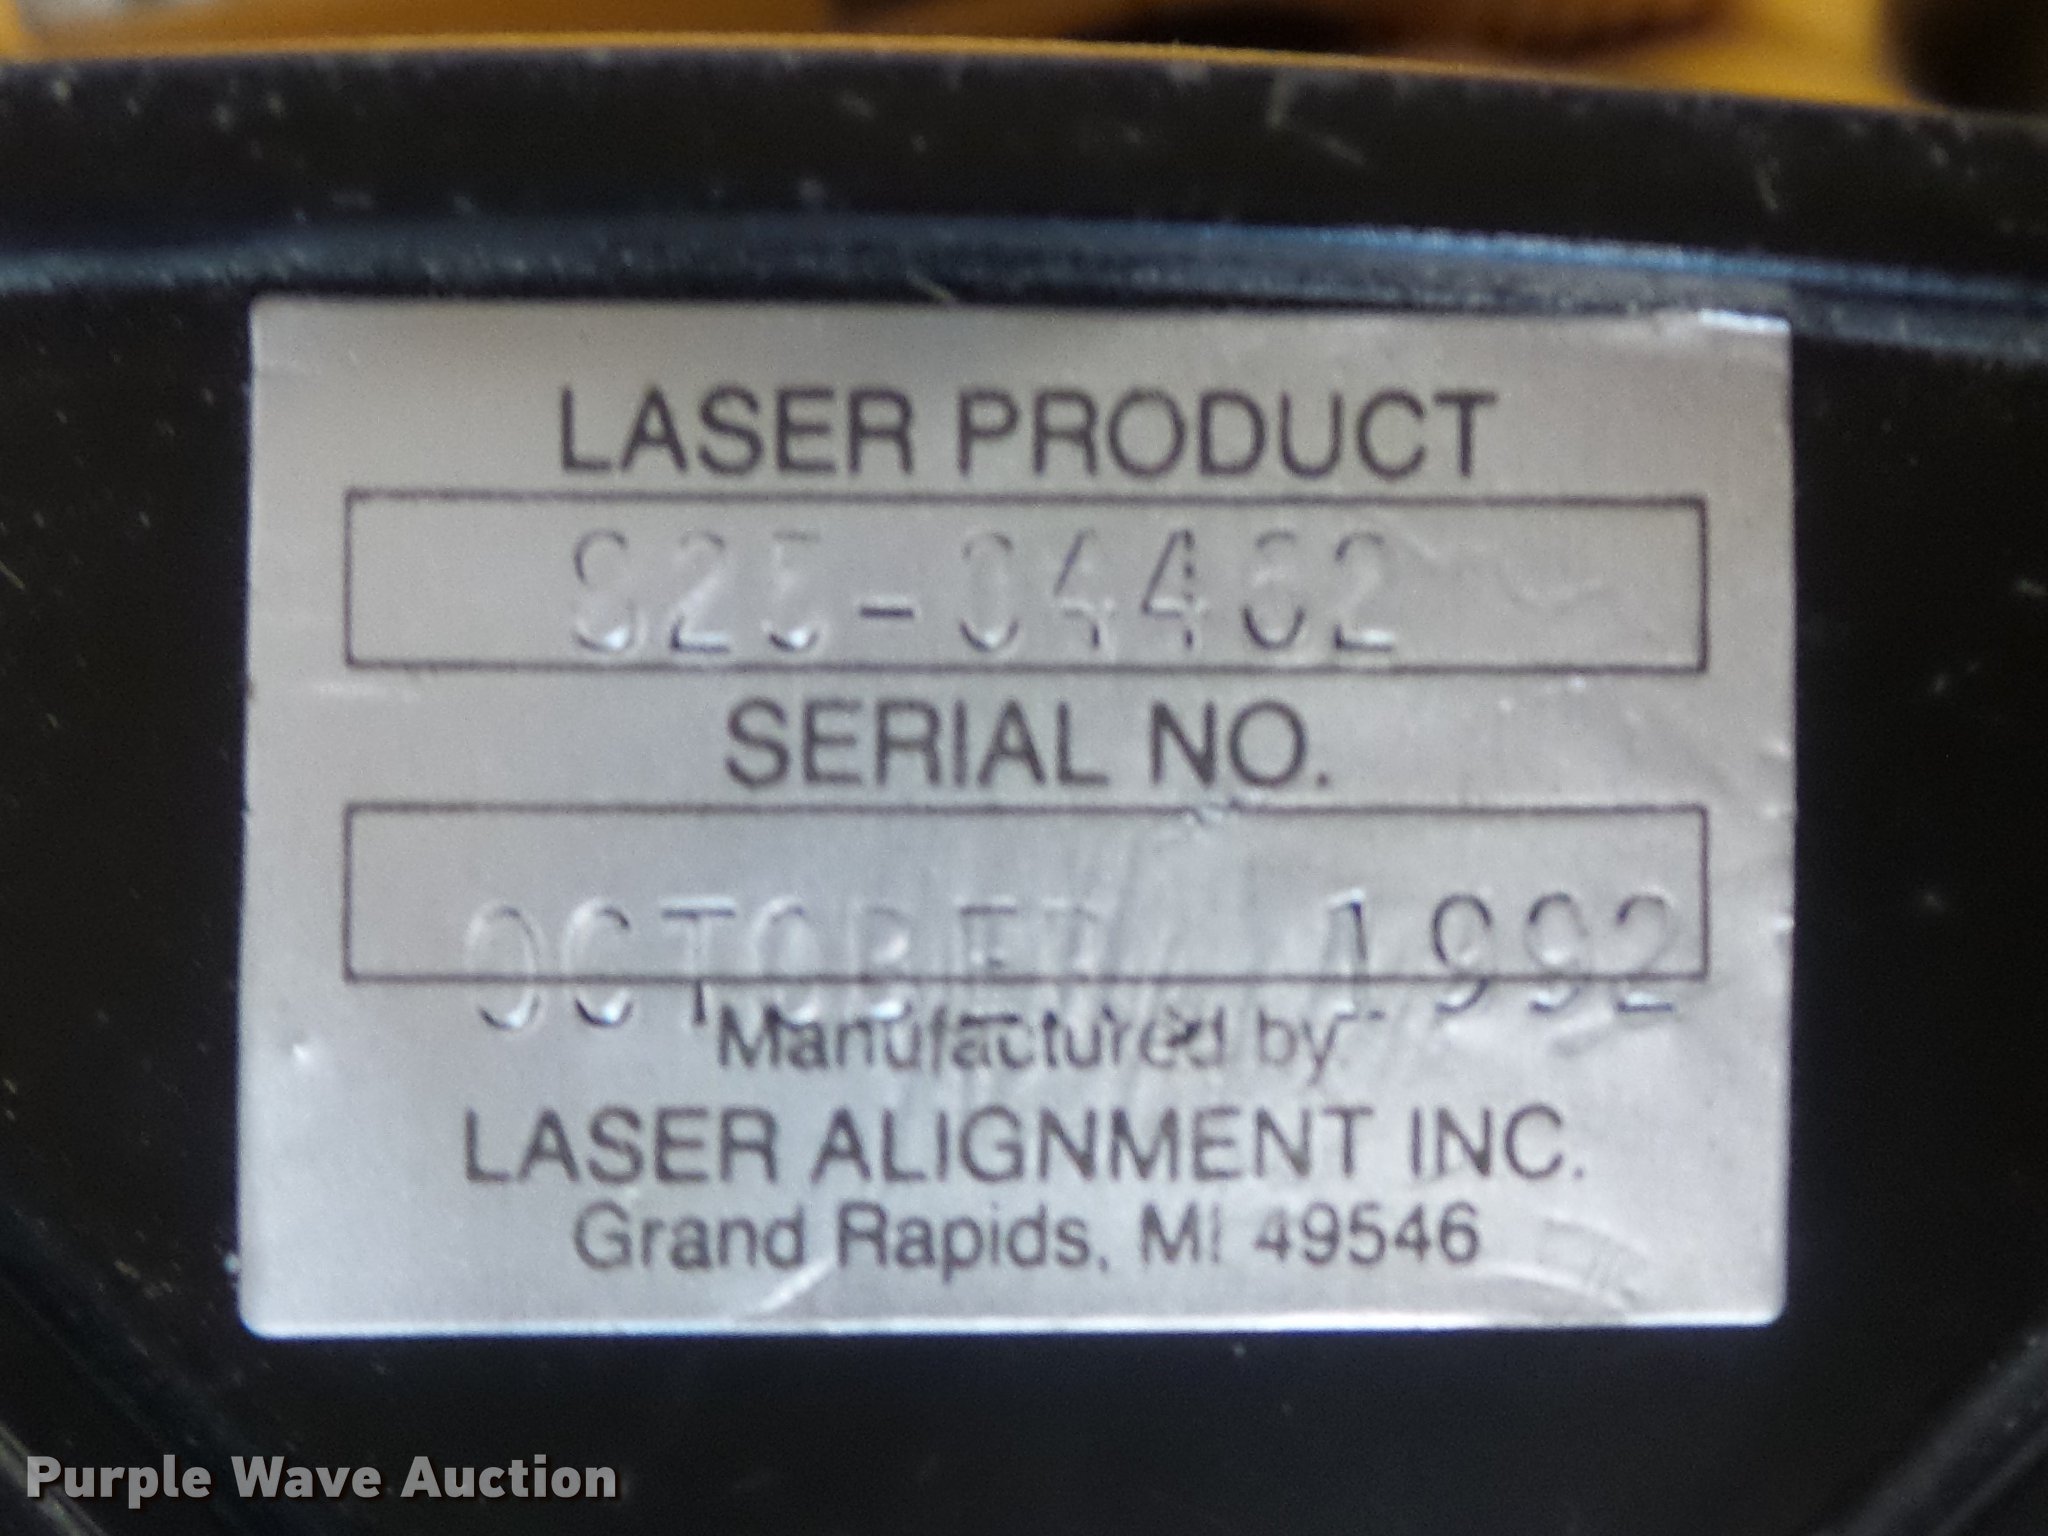 LASER PRODUCT
SERIAL NO.
OCTOBER 1992
Manufactured by:
LASER ALIGNMENT INC.
Grand Rapids, MI 49546
Purple Wave Auction